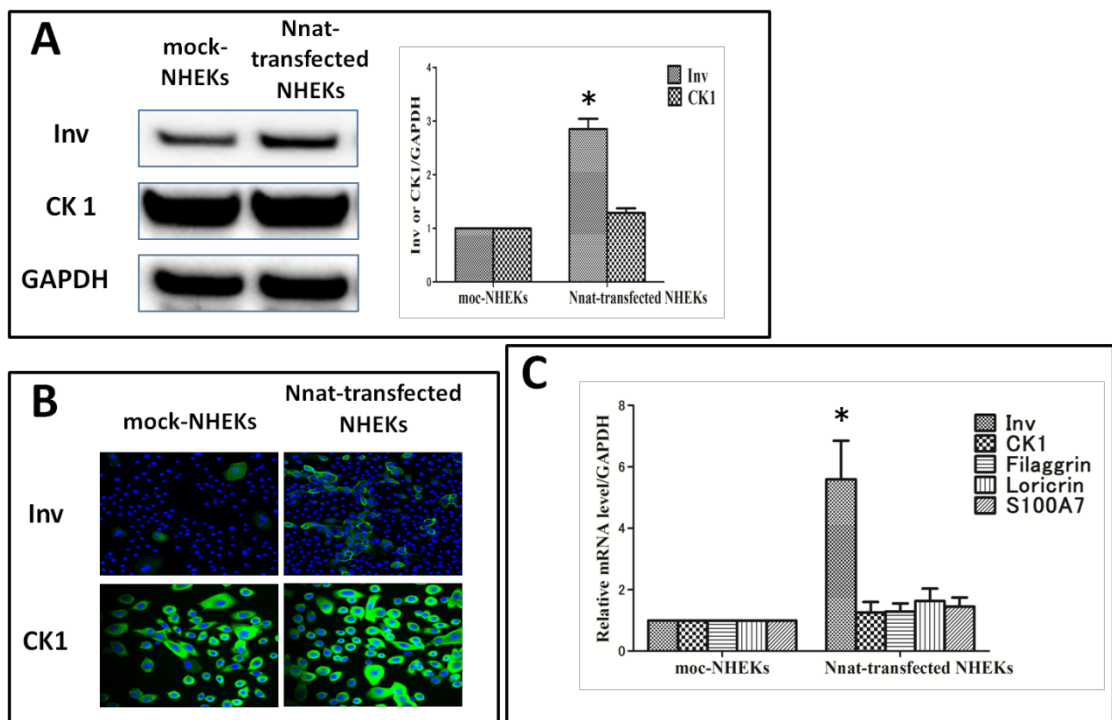 A
mock-
NHEKs
Nnat-
transfected
NHEKs
Inv
CK 1
GAPDH
Inv or CK1/GAPDH
4
3
2
1
0
*
Inv
CK1
moc-NHEKs
Nnat-transfected NHEKs
B
mock-NHEKs
Nnat-transfected
NHEKs
Inv
CK1
C
Relative mRNA level/GAPDH
8
6
4
2
0
*
Inv
CK1
Filaggrin
Loricrin
S100A7
moc-NHEKs
Nnat-transfected NHEKs